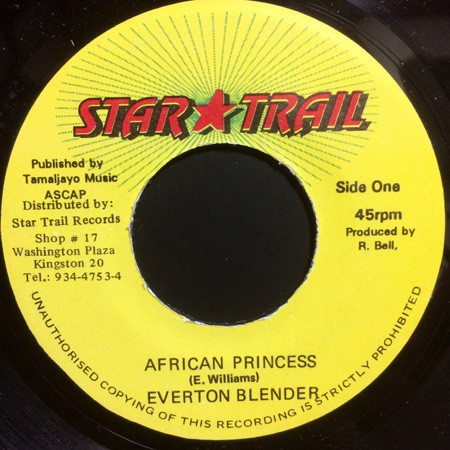 STAR TRAIL
Published by
Tamaljayo Music
ASCAP
Distributed by:
Star Trail Records
Shop # 17
Washington Plaza
Kingston 20
Tel.: 934-4753-4
Side One
45rpm
Produced by
R. Bell,
AFRICAN PRINCESS
(E. Williams)
EVERTON BLENDER
UNAUTHORISED COPYING OF THIS RECORDING IS STRICTLY PROHIBITED